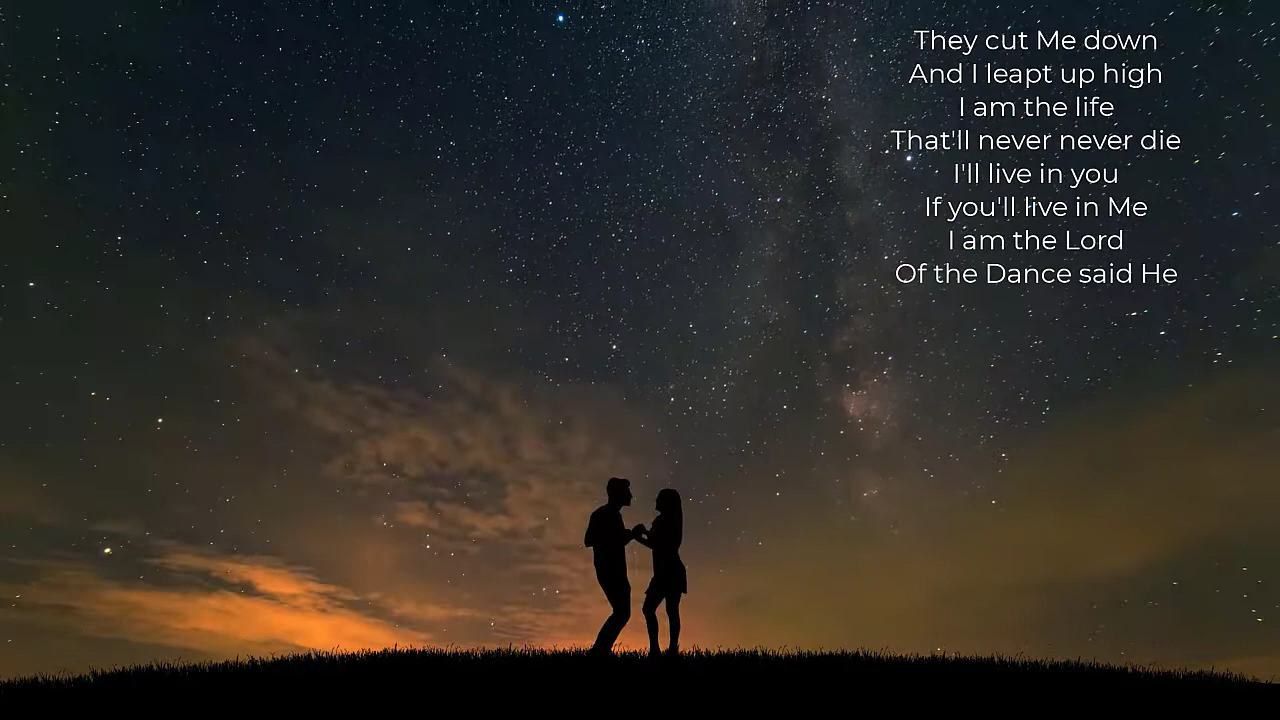 They cut Me down
And I leapt up high
I am the life
That'll never never die
I'll live in you
If you'll live in Me
I am the Lord
Of the Dance said He